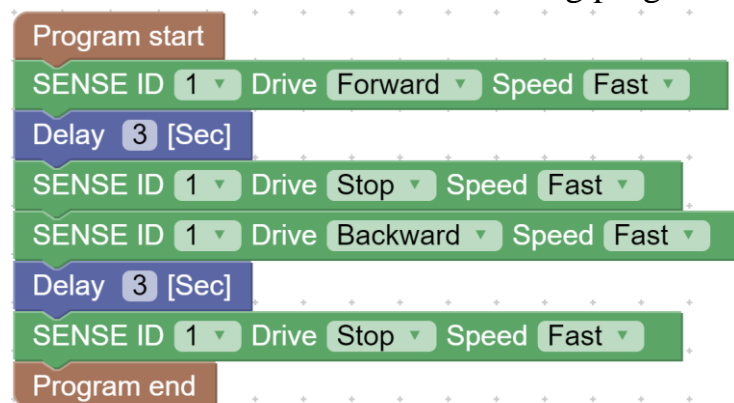 Program start
SENSE ID 1 Drive Forward Speed Fast
Delay 3 [Sec]
SENSE ID 1 Drive Stop Speed Fast
SENSE ID 1 Drive Backward Speed Fast
Delay 3 [Sec]
SENSE ID 1 Drive Stop Speed Fast
Program end